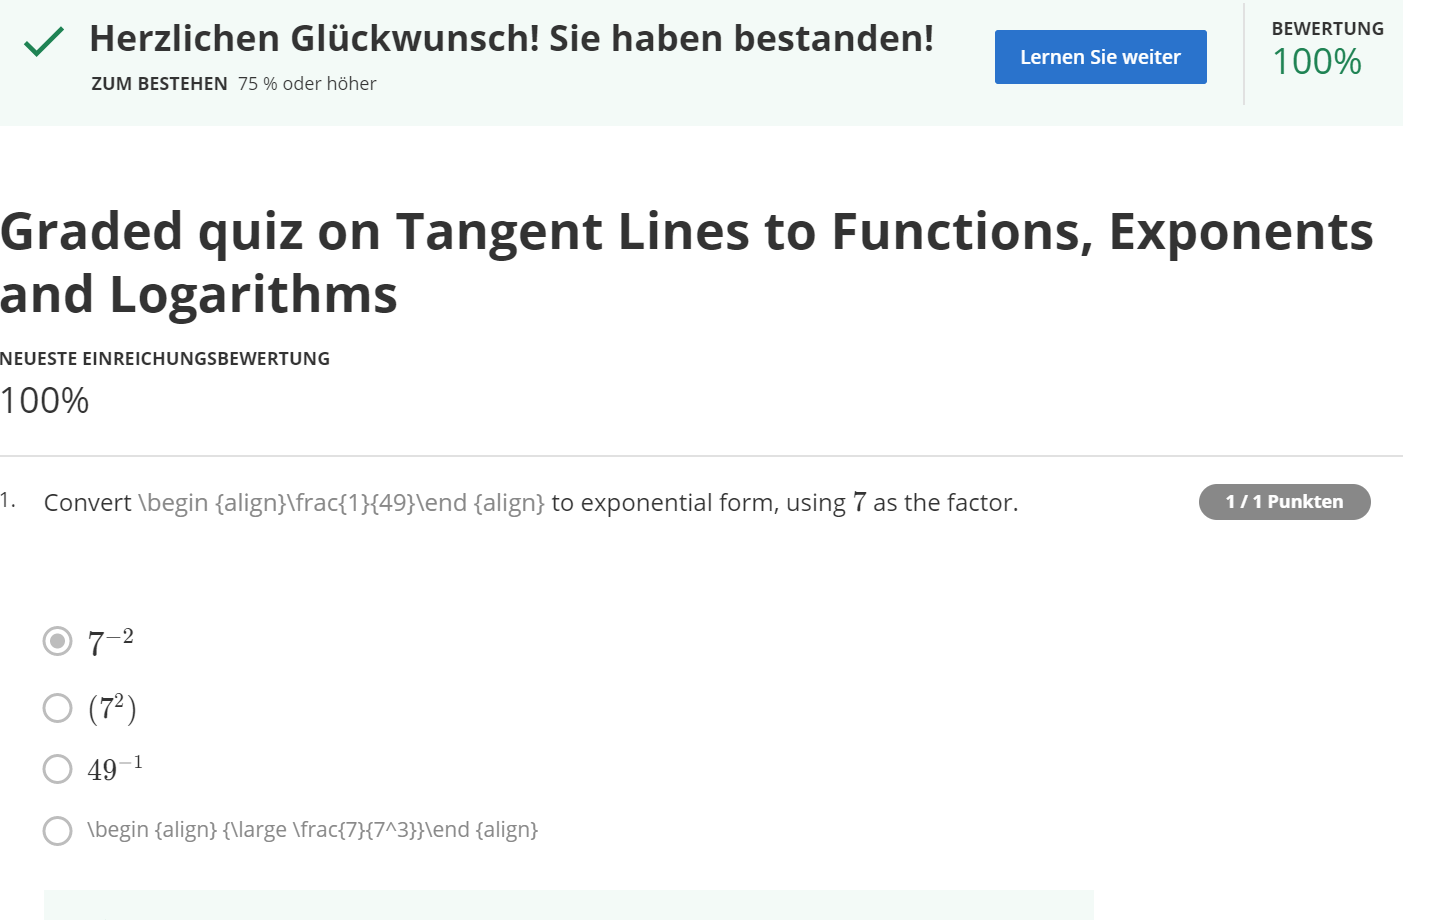 Herzlichen Glückwunsch! Sie haben bestanden!
ZUM BESTEHEN 75 % oder höher
Lernen Sie weiter
BEWERTUNG
100%
Graded quiz on Tangent Lines to Functions, Exponents
and Logarithms
NEUESTE EINREICHUNGSBEWERTUNG
100%
1. Convert \begin {align}\frac{1}{49}\end {align} to exponential form, using 7 as the factor.
1 / 1 Punkten
7⁻²
(7²)
49⁻¹
\begin {align} {\large \frac{7}{7^3}}\end {align}